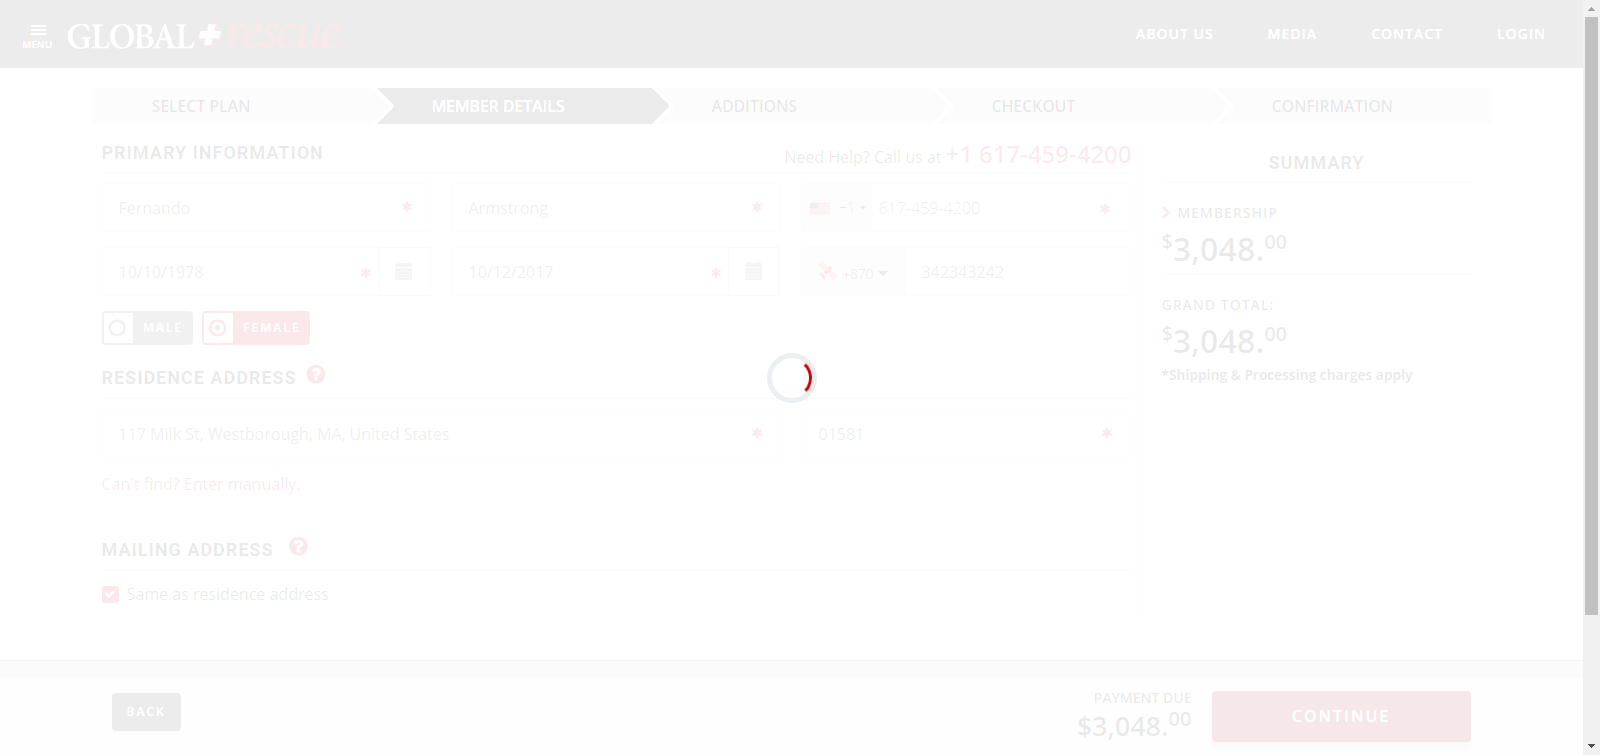 MENU
GLOBAL rescue
ABOUT US
MEDIA
CONTACT
LOGIN
SELECT PLAN
MEMBER DETAILS
ADDITIONS
CHECKOUT
CONFIRMATION
PRIMARY INFORMATION
Need Help? Call us at +1 617-459-4200
Fernando *
Armstrong *
+1 617-459-4200 *
10/10/1978 *
10/12/2017 *
+870 342343242
MALE
FEMALE
RESIDENCE ADDRESS ?
117 Milk St, Westborough, MA, United States *
01581 *
Can't find? Enter manually.
MAILING ADDRESS ?
Same as residence address
SUMMARY
MEMBERSHIP
$3,048.00
GRAND TOTAL:
$3,048.00
*Shipping & Processing charges apply
BACK
PAYMENT DUE
$3,048.00
CONTINUE